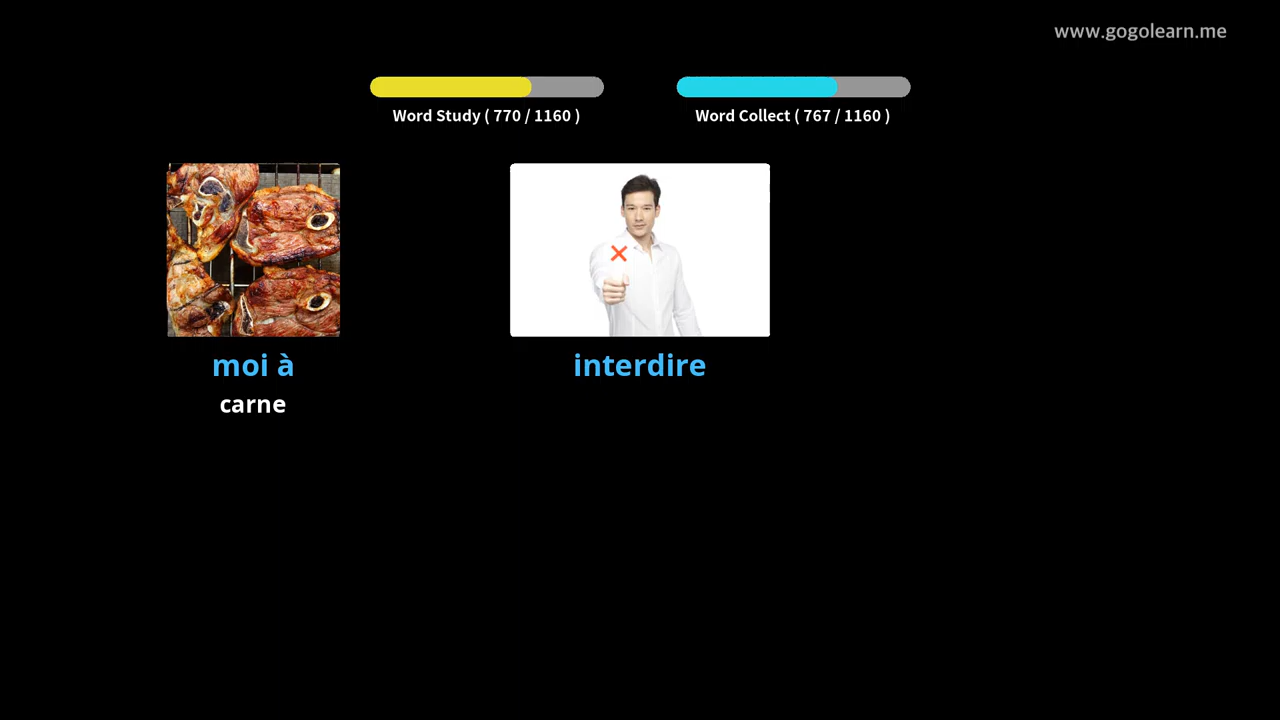 www.gogolearn.me
Word Study ( 770 / 1160 )
Word Collect ( 767 / 1160 )
moi à
carne
interdire